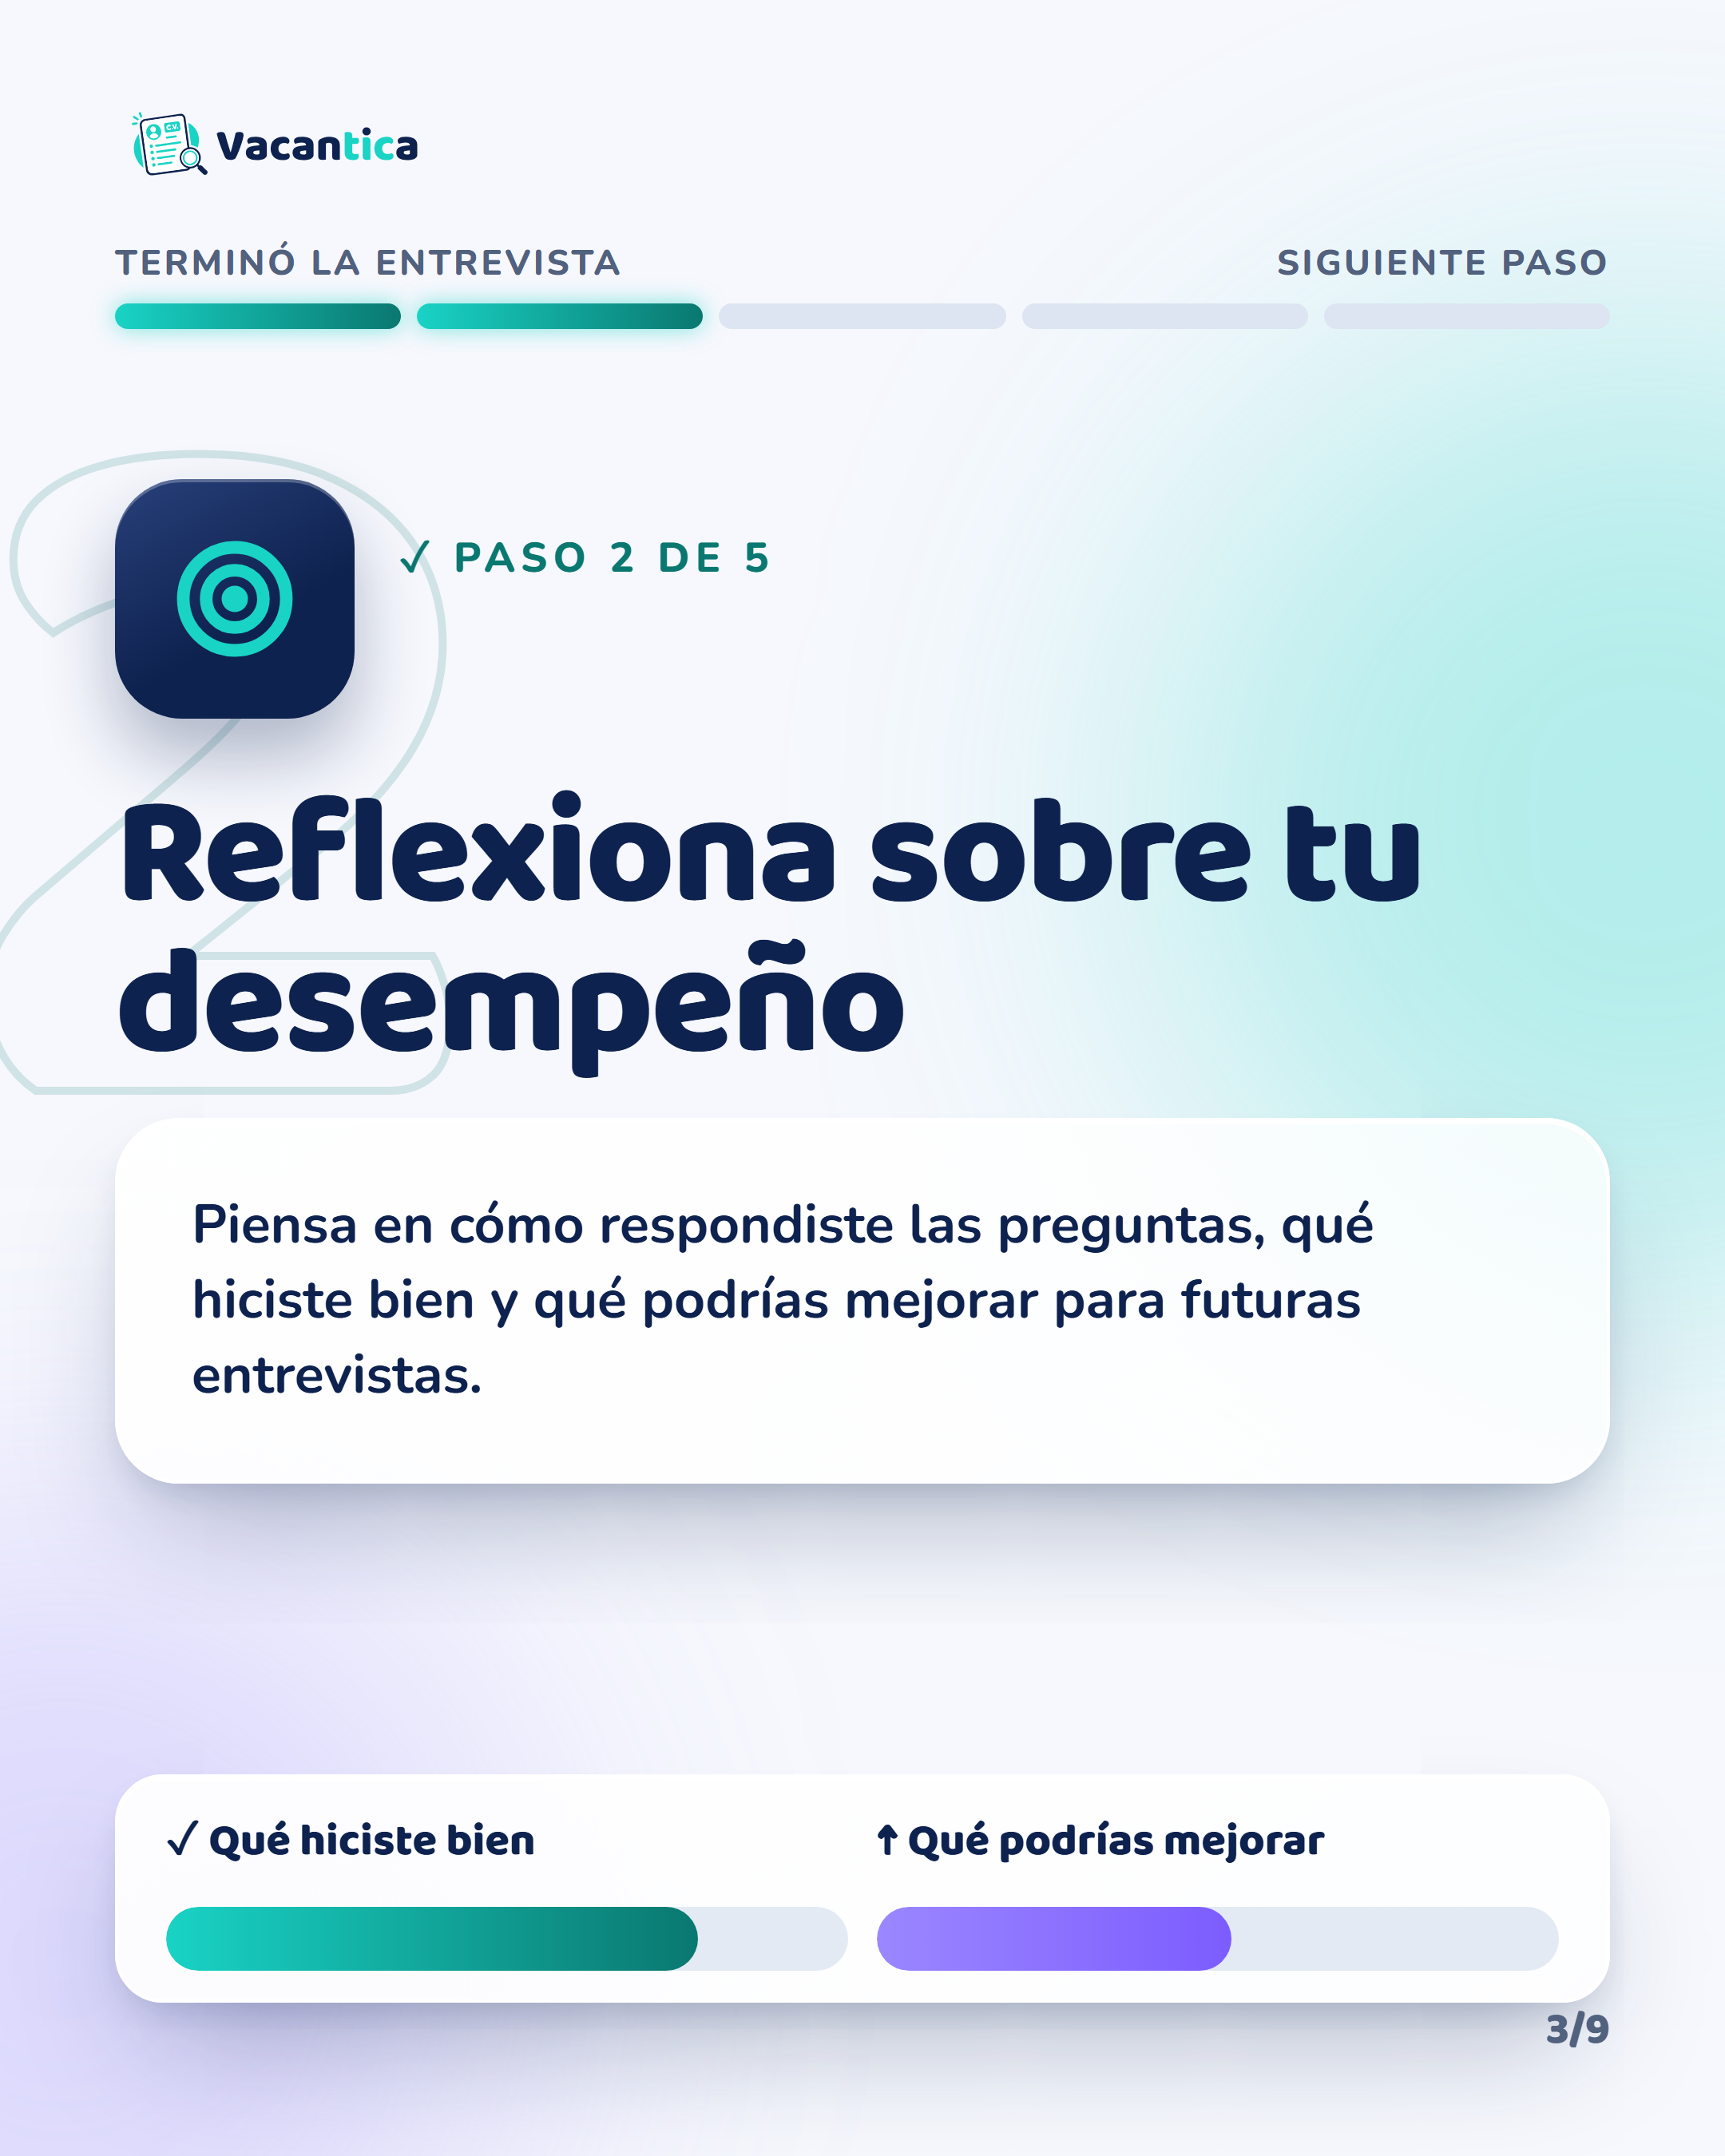 C.V.
Vacantica
TERMINÓ LA ENTREVISTA
SIGUIENTE PASO
2
✓ PASO 2 DE 5
Reflexiona sobre tu
desempeño
Piensa en cómo respondiste las preguntas, qué
hiciste bien y qué podrías mejorar para futuras
entrevistas.
✓ Qué hiciste bien
↑ Qué podrías mejorar
3/9